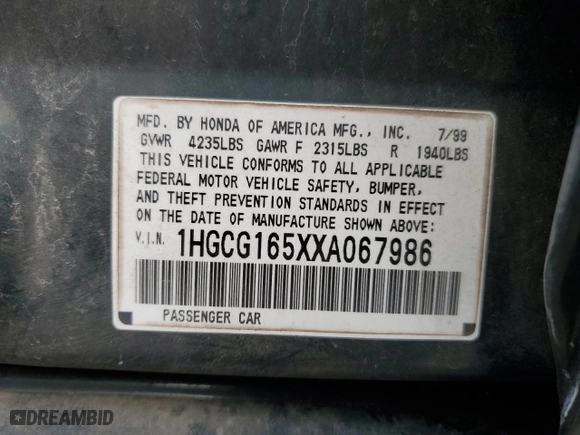 MFD. BY HONDA OF AMERICA MFG., INC. 7/99
GVWR 4235LBS GAWR F 2315LBS R 1940LBS
THIS VEHICLE CONFORMS TO ALL APPLICABLE
FEDERAL MOTOR VEHICLE SAFETY, BUMPER,
AND THEFT PREVENTION STANDARDS IN EFFECT
ON THE DATE OF MANUFACTURE SHOWN ABOVE:
V.I.N. 1HGCG165XXA067986
PASSENGER CAR
DREAMBID